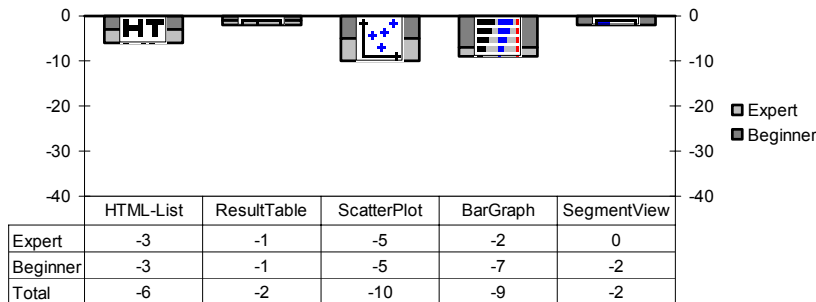 0 0
-10 -10
-20 -20
-30 -30
-40 -40
HT
Expert
Beginner
HTML-List ResultTable ScatterPlot BarGraph SegmentView
Expert -3 -1 -5 -2 0
Beginner -3 -1 -5 -7 -2
Total -6 -2 -10 -9 -2